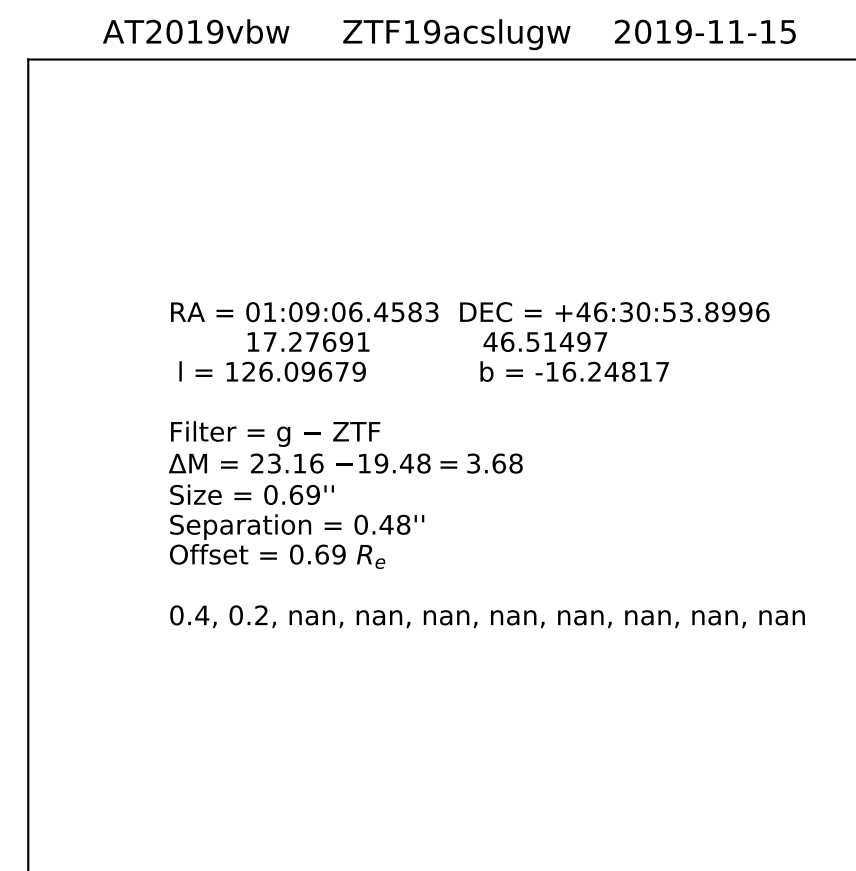 AT2019vbw ZTF19acslugw 2019-11-15
RA = 01:09:06.4583 DEC = +46:30:53.8996
17.27691 46.51497
l = 126.09679 b = -16.24817
Filter = g − ZTF
ΔM = 23.16 −19.48 = 3.68
Size = 0.69''
Separation = 0.48''
Offset = 0.69 Rₑ
0.4, 0.2, nan, nan, nan, nan, nan, nan, nan, nan